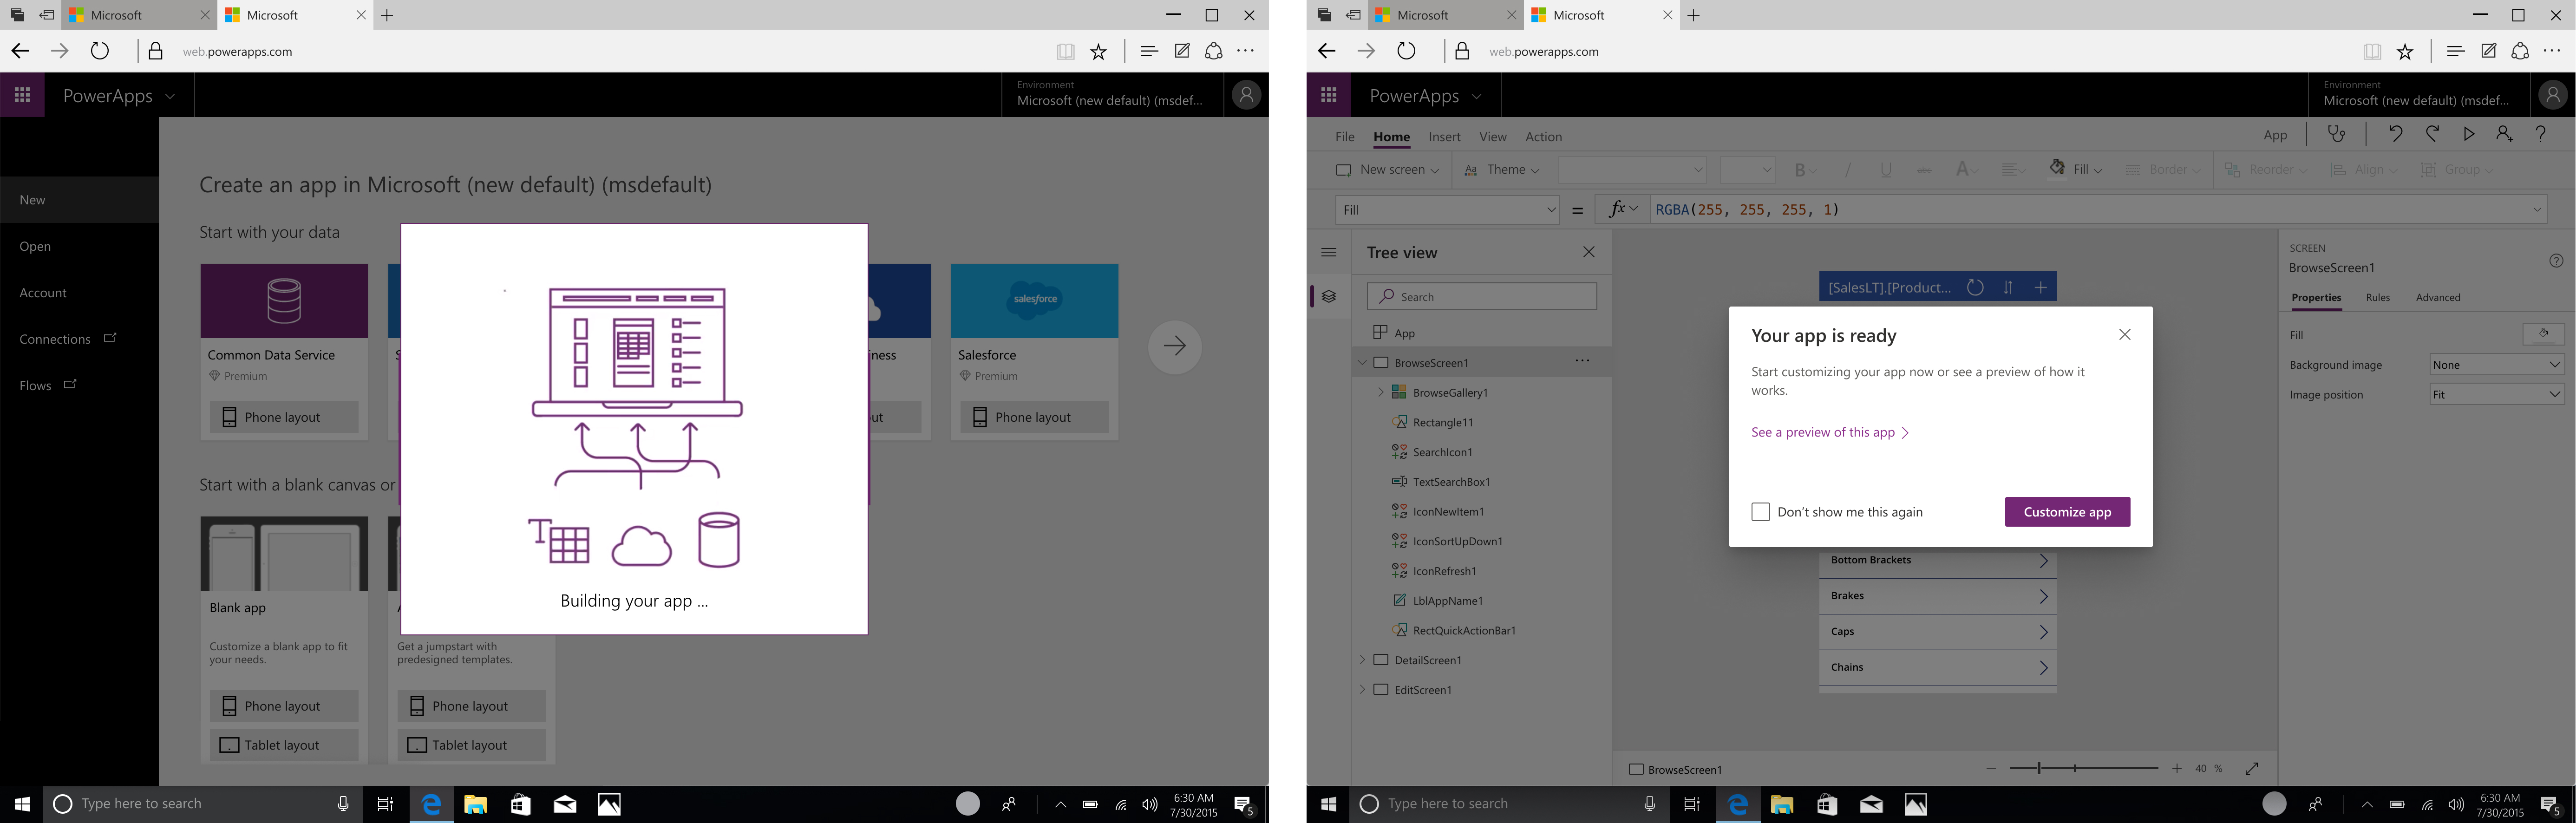 Microsoft
Microsoft
web.powerapps.com
PowerApps
Environment
Microsoft (new default) (msdef...
New
Open
Account
Connections
Flows
Create an app in Microsoft (new default) (msdefault)
Start with your data
Common Data Service
Premium
Phone layout
S
iness
ut
salesforce
Salesforce
Premium
Phone layout
Start with a blank canvas or
Blank app
Customize a blank app to fit
your needs.
Phone layout
Tablet layout
Get a jumpstart with
predesigned templates.
Phone layout
Tablet layout
T
Building your app ...
Type here to search
6:30 AM
7/30/2015
5
Microsoft
Microsoft
web.powerapps.com
PowerApps
Environment
Microsoft (new default) (msdef...
File
Home
Insert
View
Action
App
?
New screen
Aa
Theme
B
/
U
abc
A
Fill
Border
Reorder
Align
Group
Fill
=
fx
RGBA(255, 255, 255, 1)
Tree view
Search
App
BrowseScreen1
BrowseGallery1
Rectangle11
SearchIcon1
TextSearchBox1
IconNewItem1
IconSortUpDown1
IconRefresh1
LblAppName1
RectQuickActionBar1
DetailScreen1
EditScreen1
[SalesLT].[Product...
Your app is ready
Start customizing your app now or see a preview of how it
works.
See a preview of this app
Don't show me this again
Customize app
Bottom Brackets
Brakes
Caps
Chains
SCREEN
BrowseScreen1
?
Properties
Rules
Advanced
Fill
Background image
None
Image position
Fit
BrowseScreen1
40 %
Type here to search
6:30 AM
7/30/2015
5